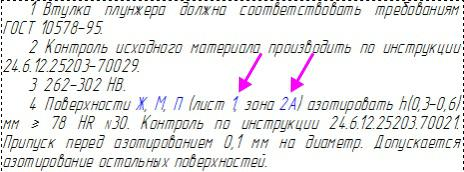 1 Втулка плунжера должна соответствовать требованиям
ГОСТ 10578-95.
2 Контроль исходного материала производить по инструкции
24.6.12.25203-70029.
3 262-302 HB.
4 Поверхности Ж, М, П (лист 1, зона 2А) азотировать h(0,3-0,6)
мм ≥ 78 HR N30. Контроль по инструкции 24.6.12.25203.70021.
Припуск перед азотированием 0,1 мм на диаметр. Допускается
азотирование остальных поверхностей.